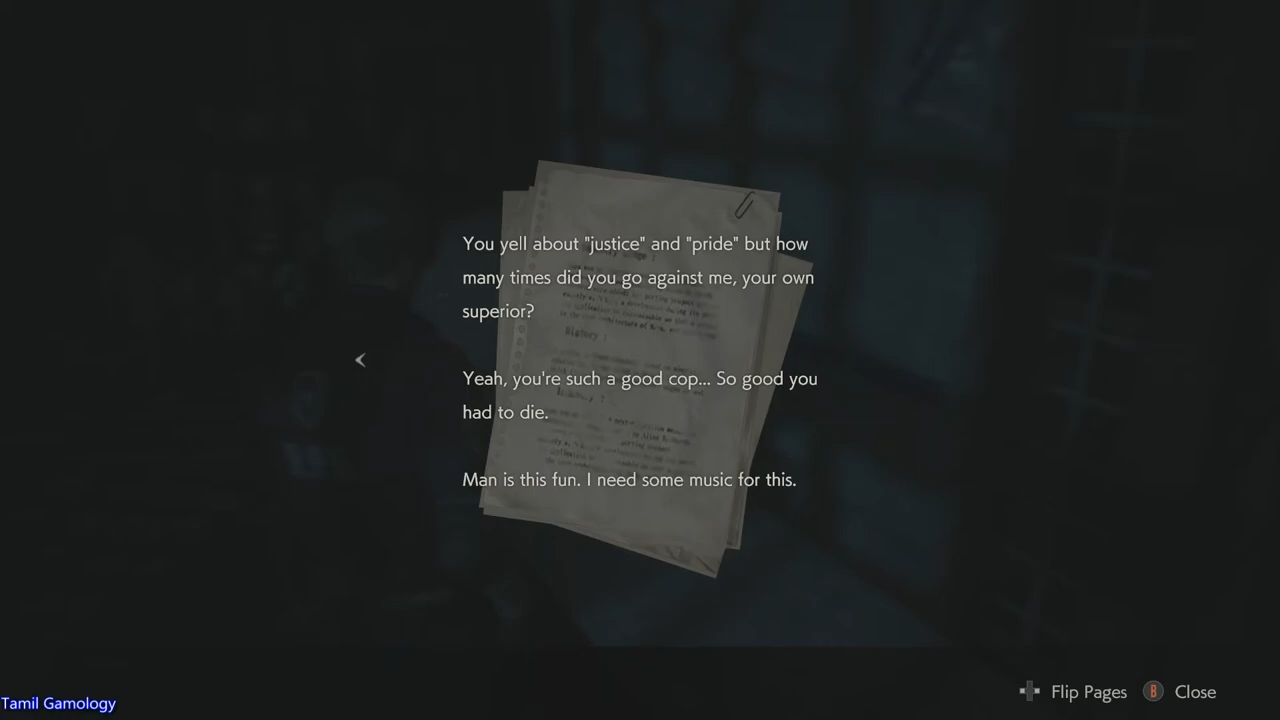 You yell about "justice" and "pride" but how
many times did you go against me, your own
superior?
Yeah, you're such a good cop... So good you
had to die.
Man is this fun. I need some music for this.
Flip Pages B Close
Tamil Gamology